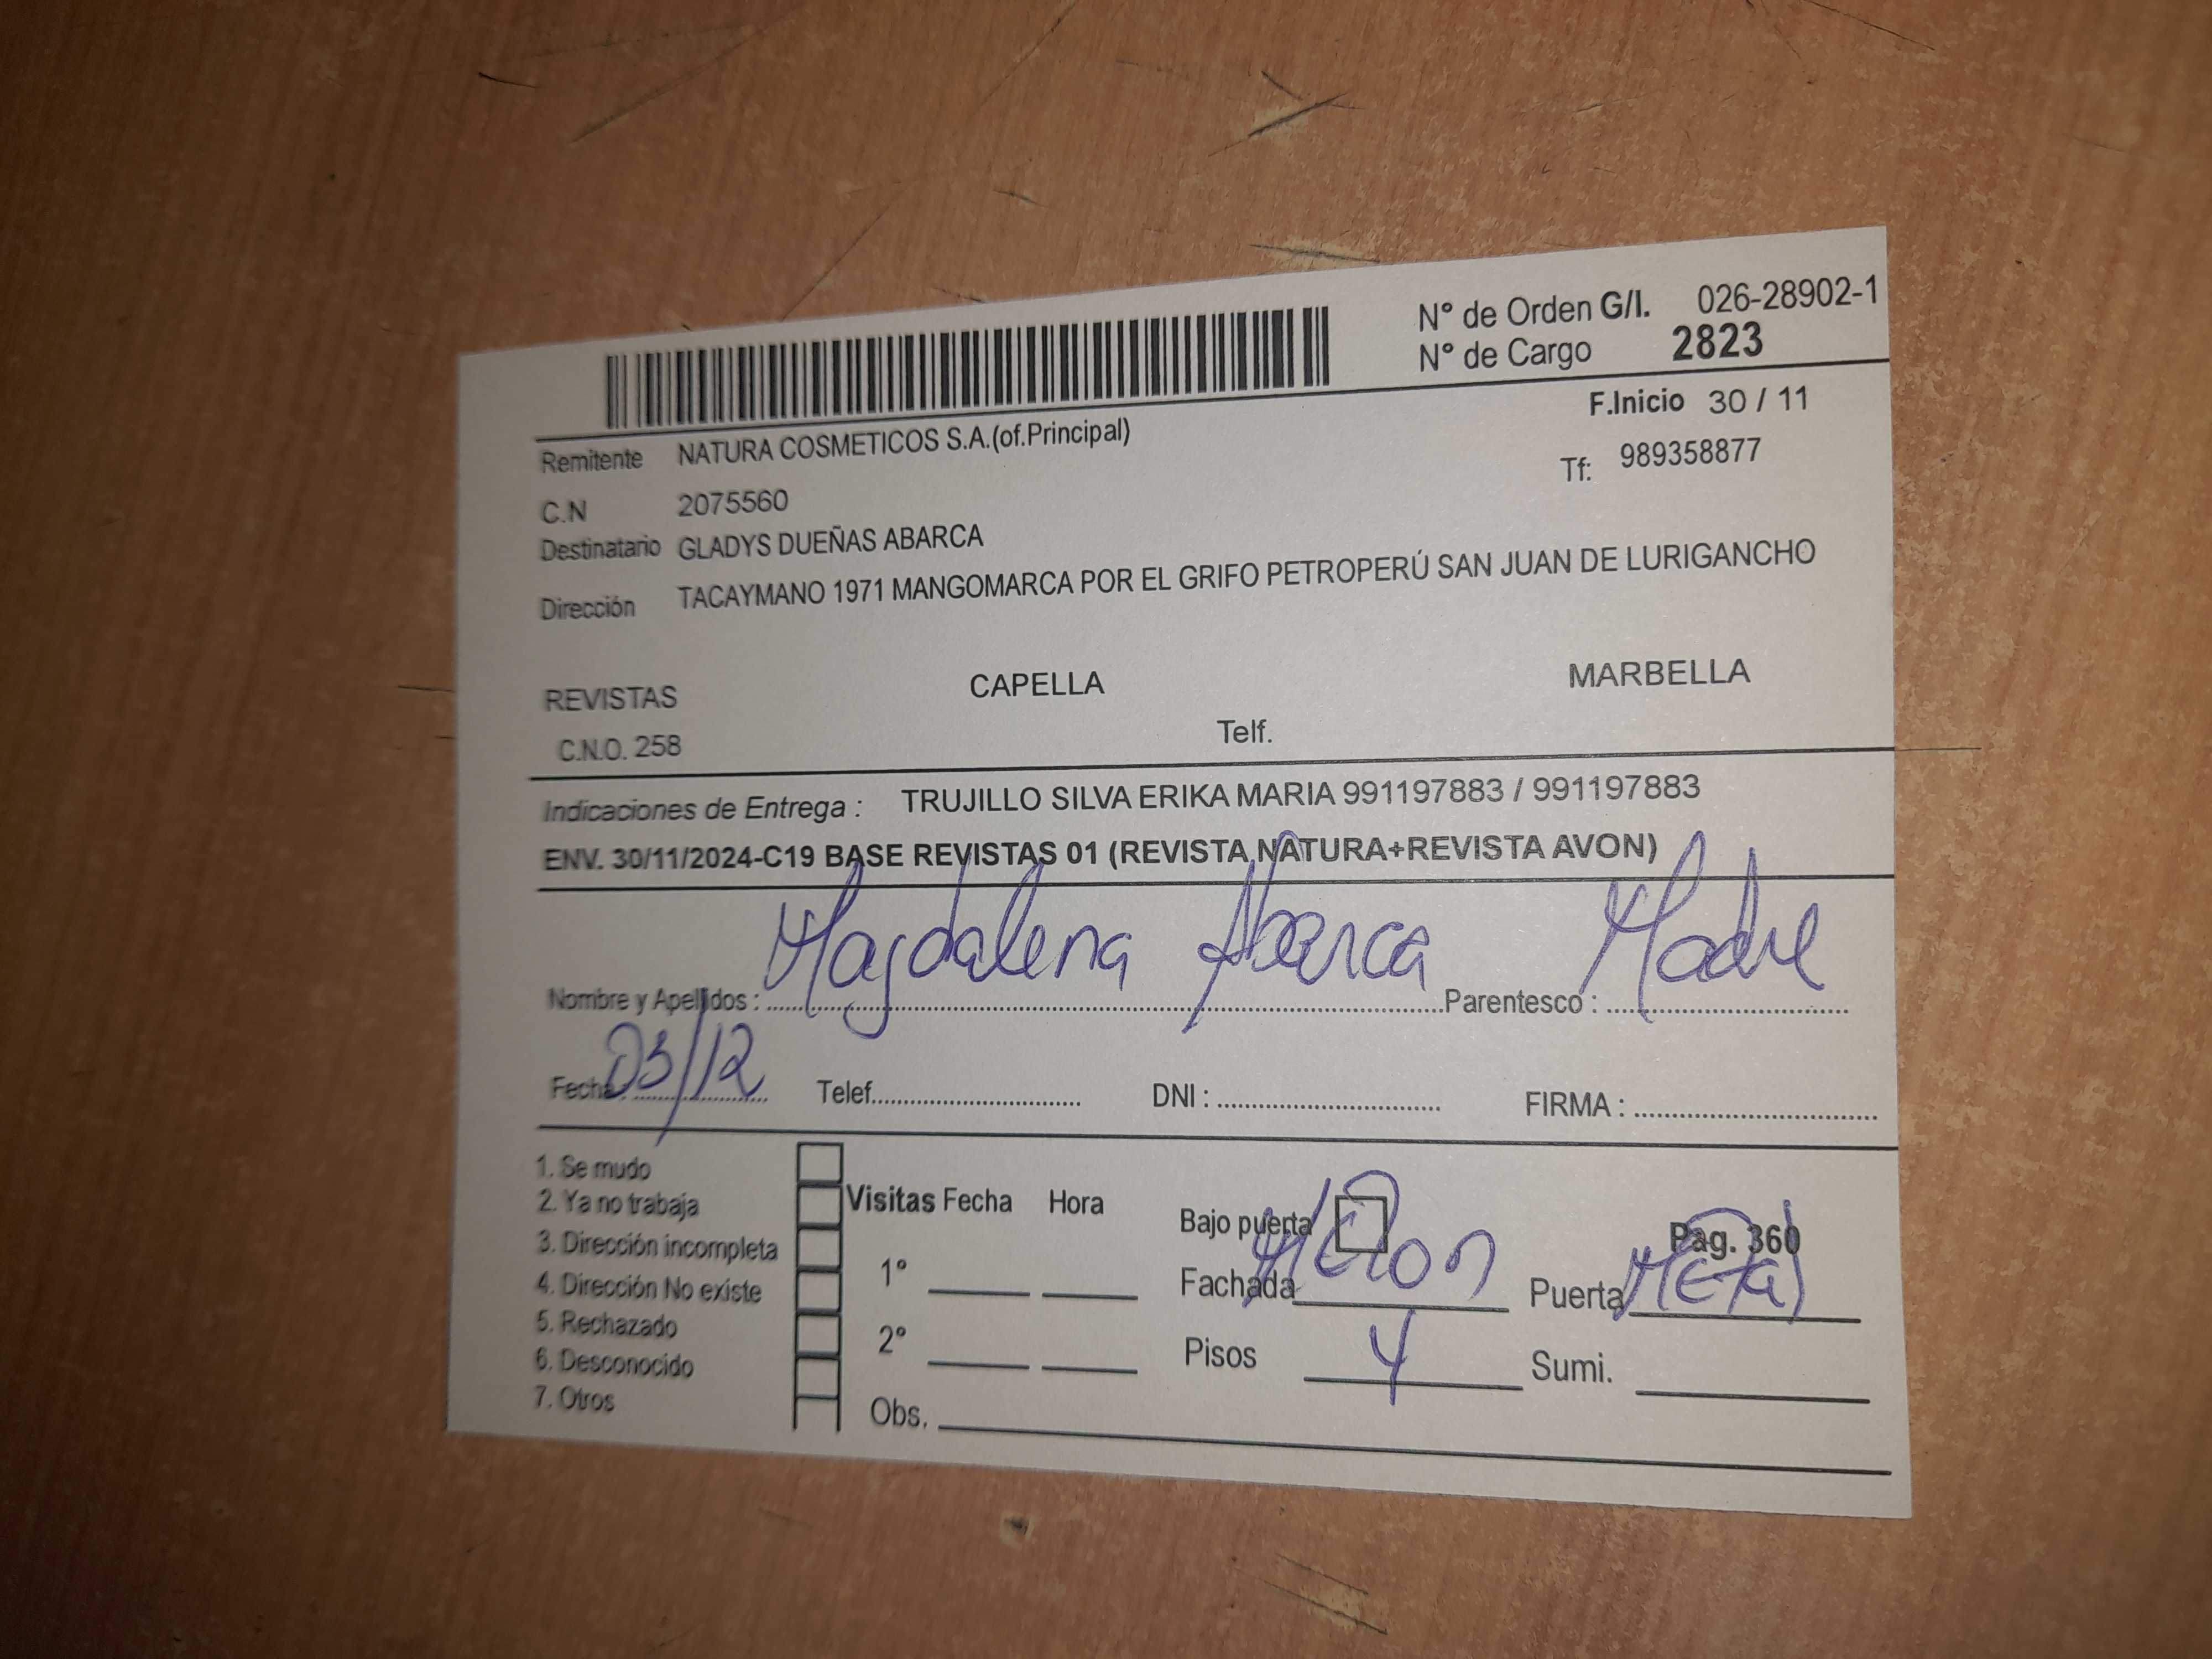 N° de Orden G/I. 026-28902-1
N° de Cargo 2823
F.Inicio 30 / 11
Remitente NATURA COSMETICOS S.A.(of.Principal)
Tf: 989358877
C.N 2075560
Destinatario GLADYS DUEÑAS ABARCA
Dirección TACAYMANO 1971 MANGOMARCA POR EL GRIFO PETROPERÚ SAN JUAN DE LURIGANCHO
REVISTAS CAPELLA MARBELLA
C.N.O. 258 Telf.
Indicaciones de Entrega : TRUJILLO SILVA ERIKA MARIA 991197883 / 991197883
ENV. 30/11/2024-C19 BASE REVISTAS 01 (REVISTA NATURA+REVISTA AVON)
Nombre y Apellidos : Magdalena Abarca Parentesco : Madre
Fecha : 03/12 Telef. DNI : FIRMA :
1. Se mudo
2. Ya no trabaja
3. Dirección incompleta
4. Dirección No existe
5. Rechazado
6. Desconocido
7. Otros
Visitas Fecha Hora
1°
2°
Obs.
Bajo puerta Pag. 360
Fachada Puerta Metal
Pisos 4 Sumi.